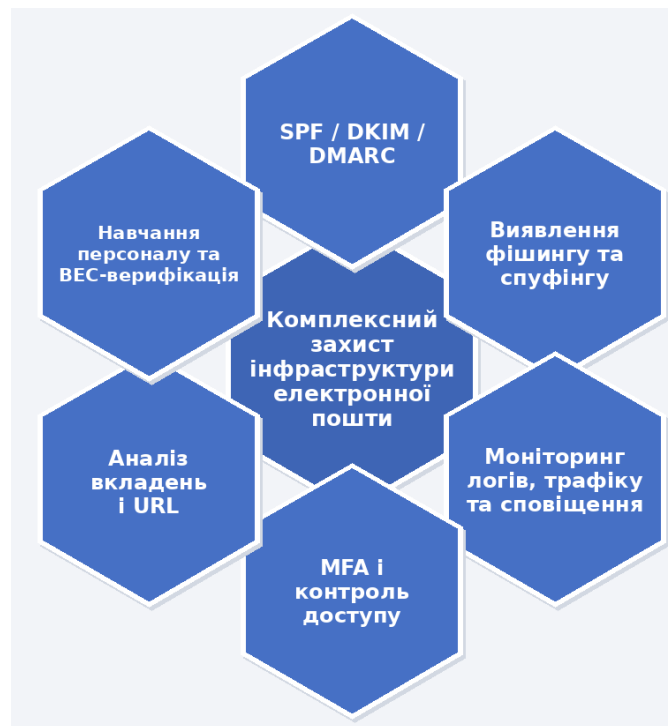 SPF / DKIM /
DMARC
Навчання
персоналу та
BEC-верифікація
Виявлення
фішингу та
спуфінгу
Комплексний
захист
інфраструктури
електронної
пошти
Аналіз
вкладень
і URL
Моніторинг
логів, трафіку
та сповіщення
MFA і
контроль
доступу